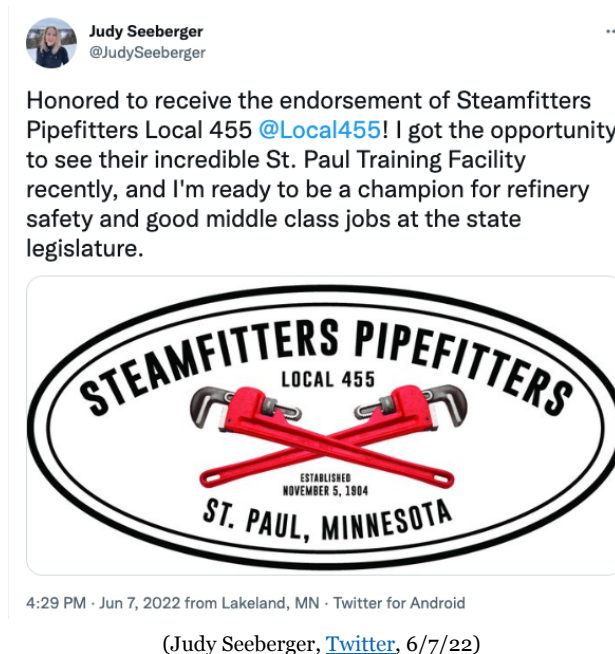 Judy Seeberger
@JudySeeberger
Honored to receive the endorsement of Steamfitters
Pipefitters Local 455 @Local455! I got the opportunity
to see their incredible St. Paul Training Facility
recently, and I'm ready to be a champion for refinery
safety and good middle class jobs at the state
legislature.
STEAMFITTERS PIPEFITTERS
LOCAL 455
ESTABLISHED
NOVEMBER 5, 1904
ST. PAUL, MINNESOTA
4:29 PM · Jun 7, 2022 from Lakeland, MN · Twitter for Android
(Judy Seeberger, Twitter, 6/7/22)